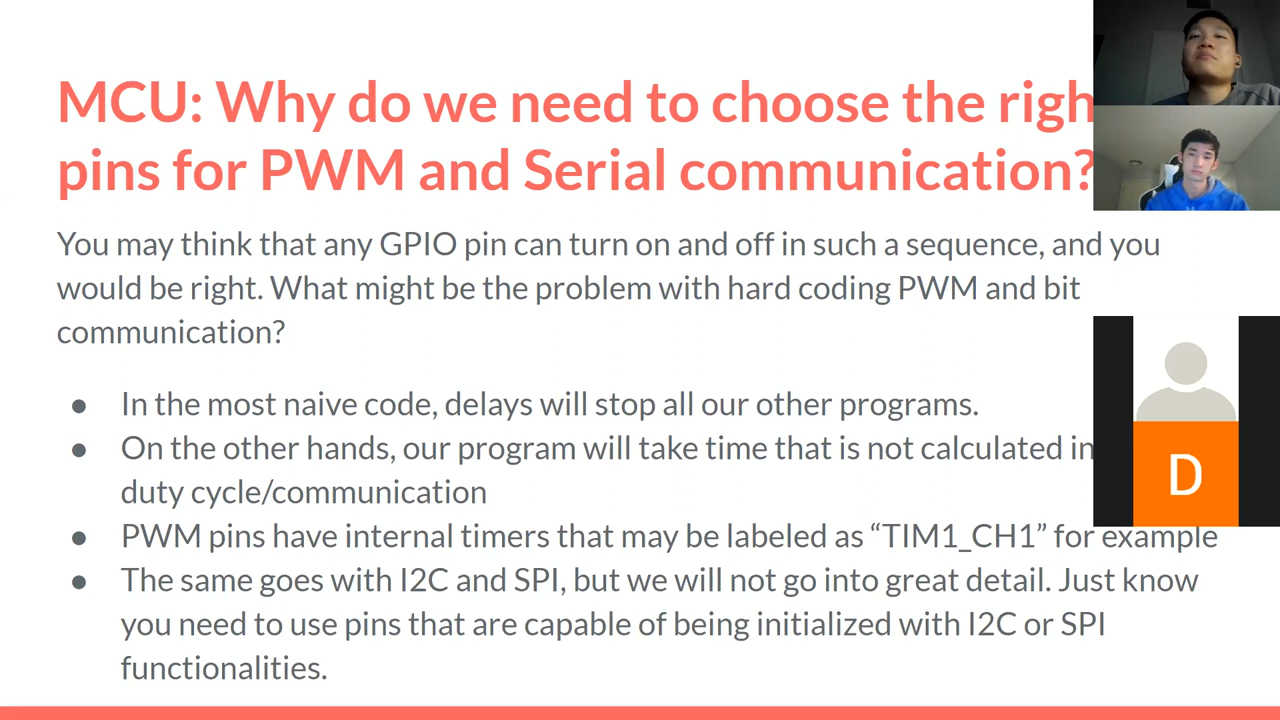 MCU: Why do we need to choose the righ
pins for PWM and Serial communication?
You may think that any GPIO pin can turn on and off in such a sequence, and you
would be right. What might be the problem with hard coding PWM and bit
communication?
● In the most naive code, delays will stop all our other programs.
● On the other hands, our program will take time that is not calculated in
duty cycle/communication
● PWM pins have internal timers that may be labeled as “TIM1_CH1” for example
● The same goes with I2C and SPI, but we will not go into great detail. Just know
you need to use pins that are capable of being initialized with I2C or SPI
functionalities.
D